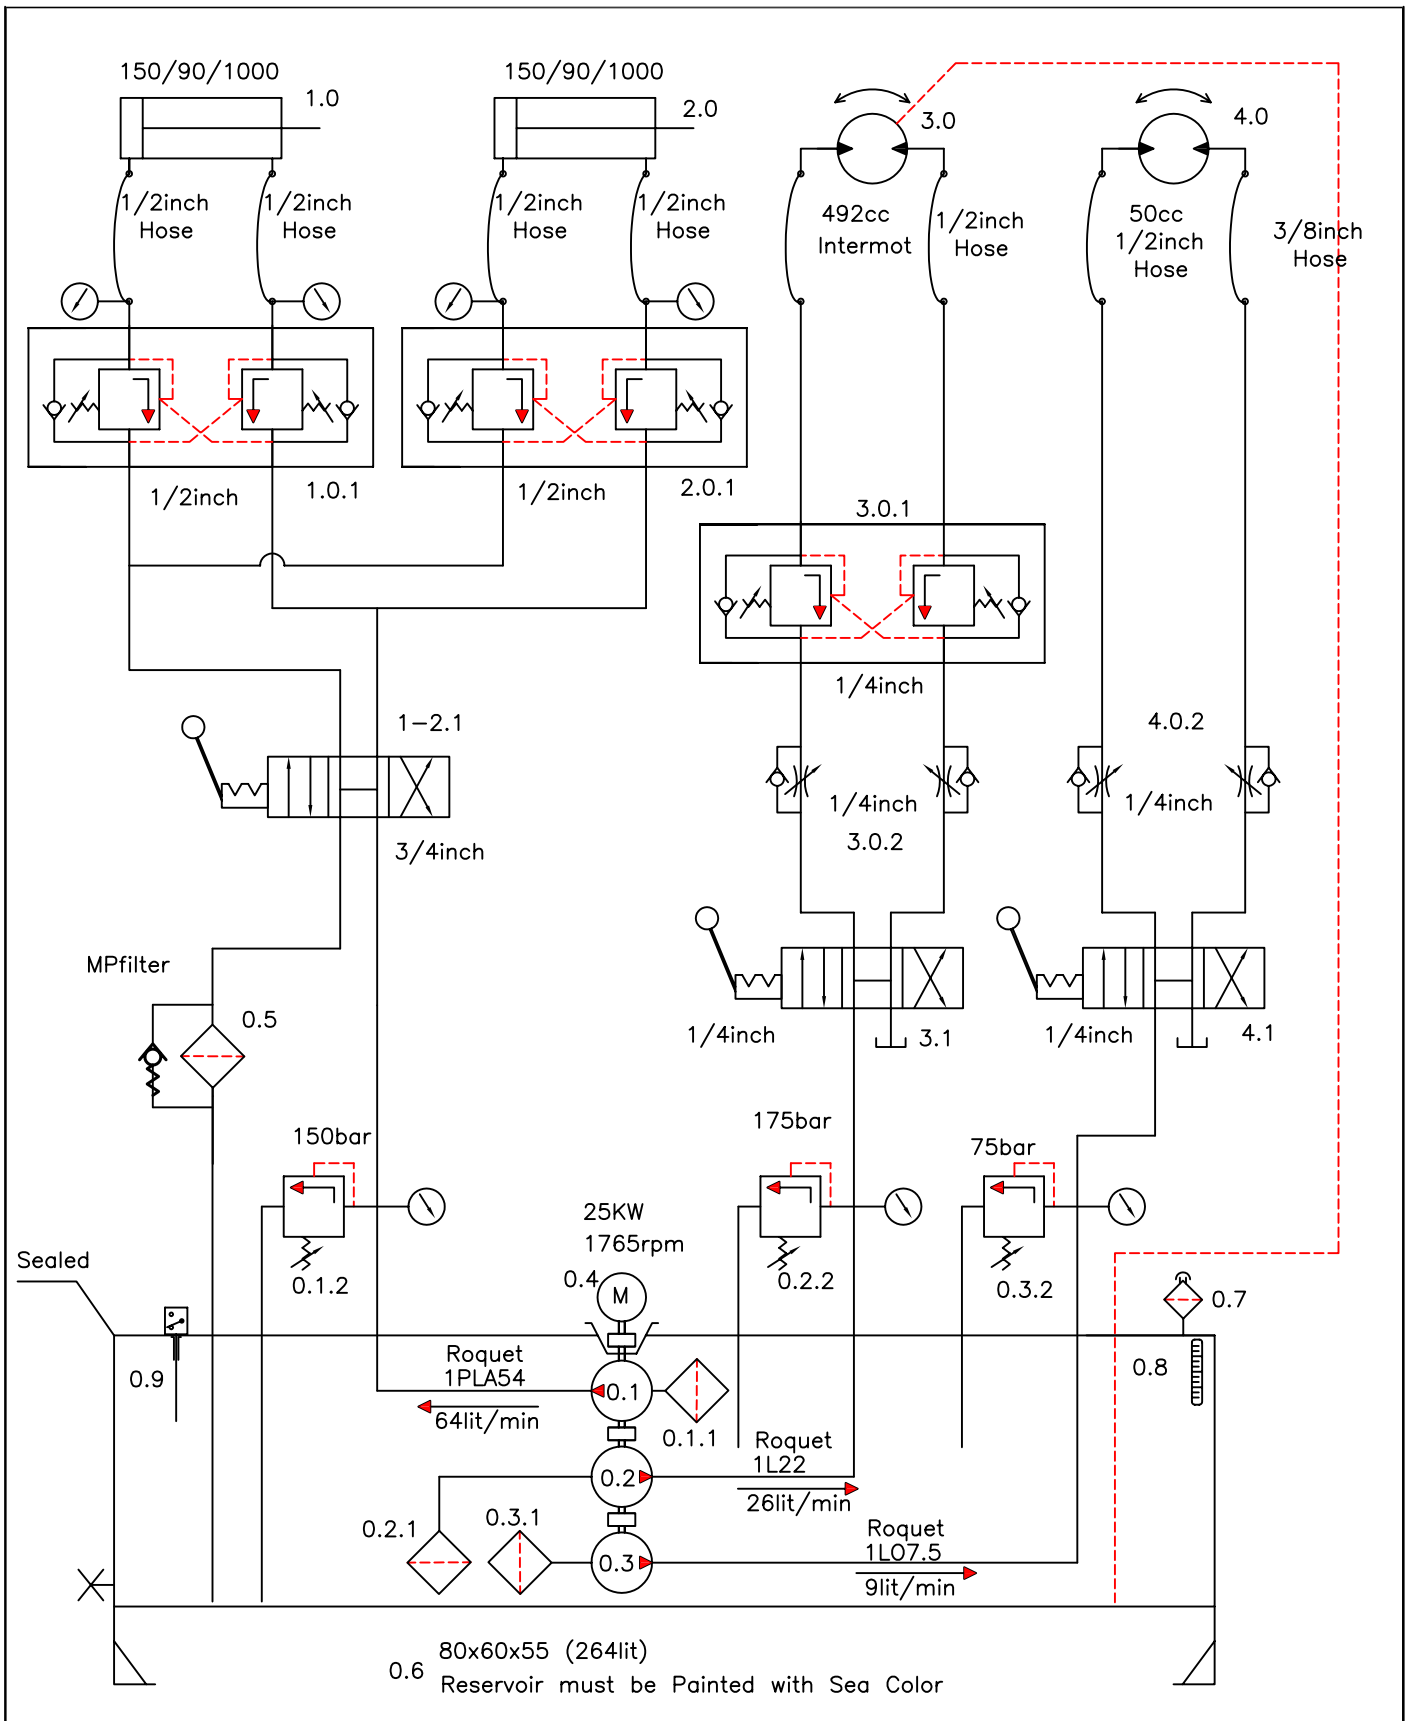 150/90/1000
1.0
150/90/1000
2.0
3.0
4.0
1/2inch
Hose
1/2inch
Hose
1/2inch
Hose
1/2inch
Hose
492cc
Intermot
1/2inch
Hose
50cc
1/2inch
Hose
3/8inch
Hose
1/2inch
1.0.1
1/2inch
2.0.1
3.0.1
1/4inch
1-2.1
4.0.2
1/4inch
3.0.2
1/4inch
3/4inch
MPfilter
0.5
1/4inch
3.1
1/4inch
4.1
150bar
175bar
75bar
25KW
1765rpm
0.4
M
0.1.2
0.2.2
0.3.2
Sealed
0.7
0.8
0.9
Roquet
1PLA54
64lit/min
0.1
0.1.1
Roquet
1L22
26lit/min
0.2
0.2.1
0.3.1
0.3
Roquet
1L07.5
9lit/min
0.6
80x60x55 (264lit)
Reservoir must be Painted with Sea Color